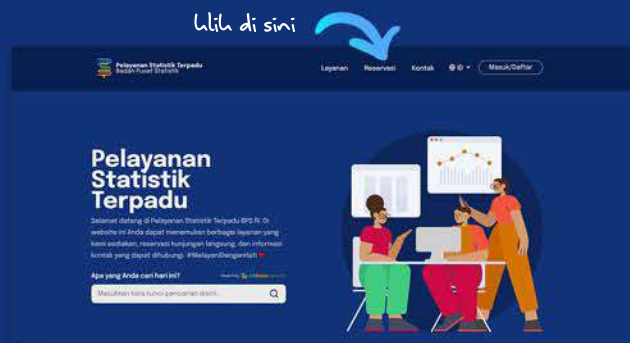 klik di sini
Pelayanan Statistik Terpadu
Badan Pusat Statistik
Layanan Reservasi Kontak ID Masuk/Daftar
Pelayanan
Statistik
Terpadu
Selamat datang di Pelayanan Statistik Terpadu BPS RI. Di
website ini Anda dapat menemukan berbagai layanan yang
kami sediakan, reservasi kunjungan langsung, dan informasi
kontak yang dapat dihubungi. #MelayaniDenganHati
Apa yang Anda cari hari ini?
Masukkan kata kunci pencarian disini...